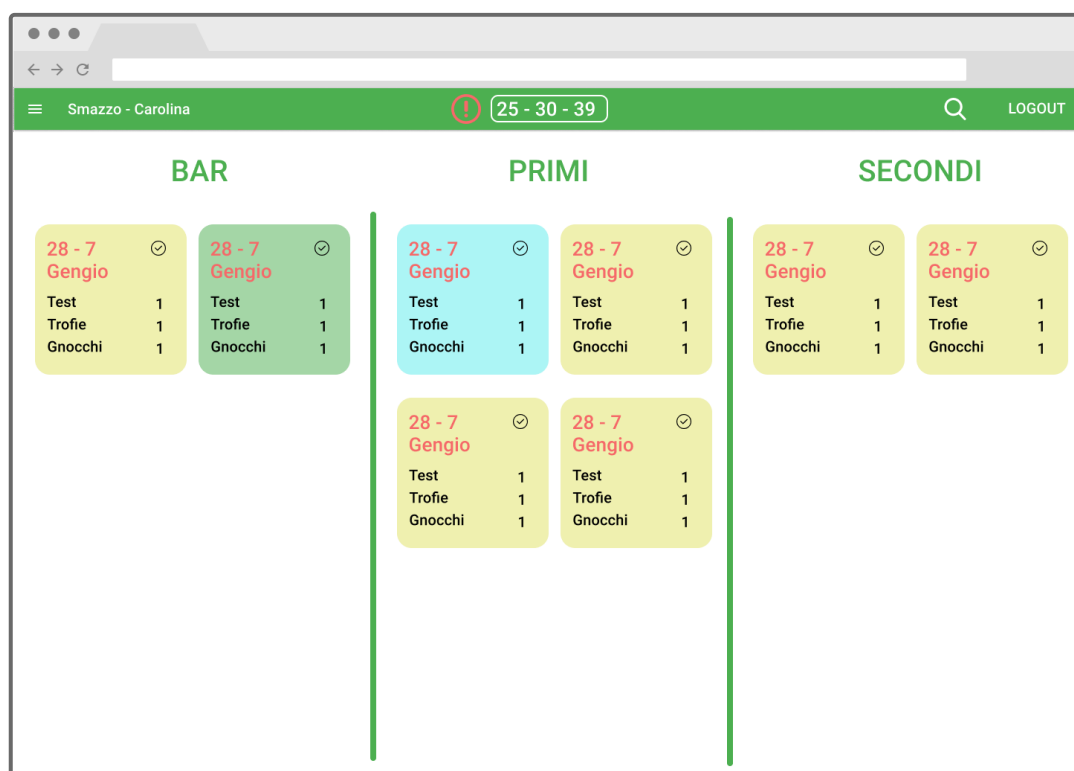 Smazzo - Carolina
25 - 30 - 39
LOGOUT
BAR
28 - 7
Gengio
Test 1
Trofie 1
Gnocchi 1
28 - 7
Gengio
Test 1
Trofie 1
Gnocchi 1
PRIMI
28 - 7
Gengio
Test 1
Trofie 1
Gnocchi 1
28 - 7
Gengio
Test 1
Trofie 1
Gnocchi 1
28 - 7
Gengio
Test 1
Trofie 1
Gnocchi 1
28 - 7
Gengio
Test 1
Trofie 1
Gnocchi 1
SECONDI
28 - 7
Gengio
Test 1
Trofie 1
Gnocchi 1
28 - 7
Gengio
Test 1
Trofie 1
Gnocchi 1